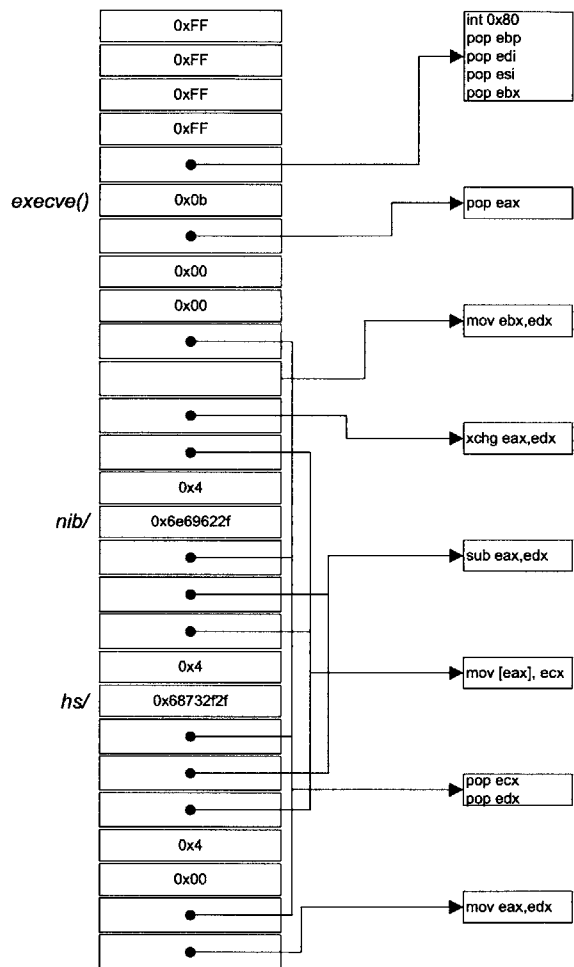 0xFF
0xFF
0xFF
0xFF
execve()
0x0b
0x00
0x00
0x4
nib/
0x6e69622f
0x4
hs/
0x68732f2f
0x4
0x00
int 0x80
pop ebp
pop edi
pop esi
pop ebx
pop eax
mov ebx,edx
xchg eax,edx
sub eax,edx
mov [eax], ecx
pop ecx
pop edx
mov eax,edx